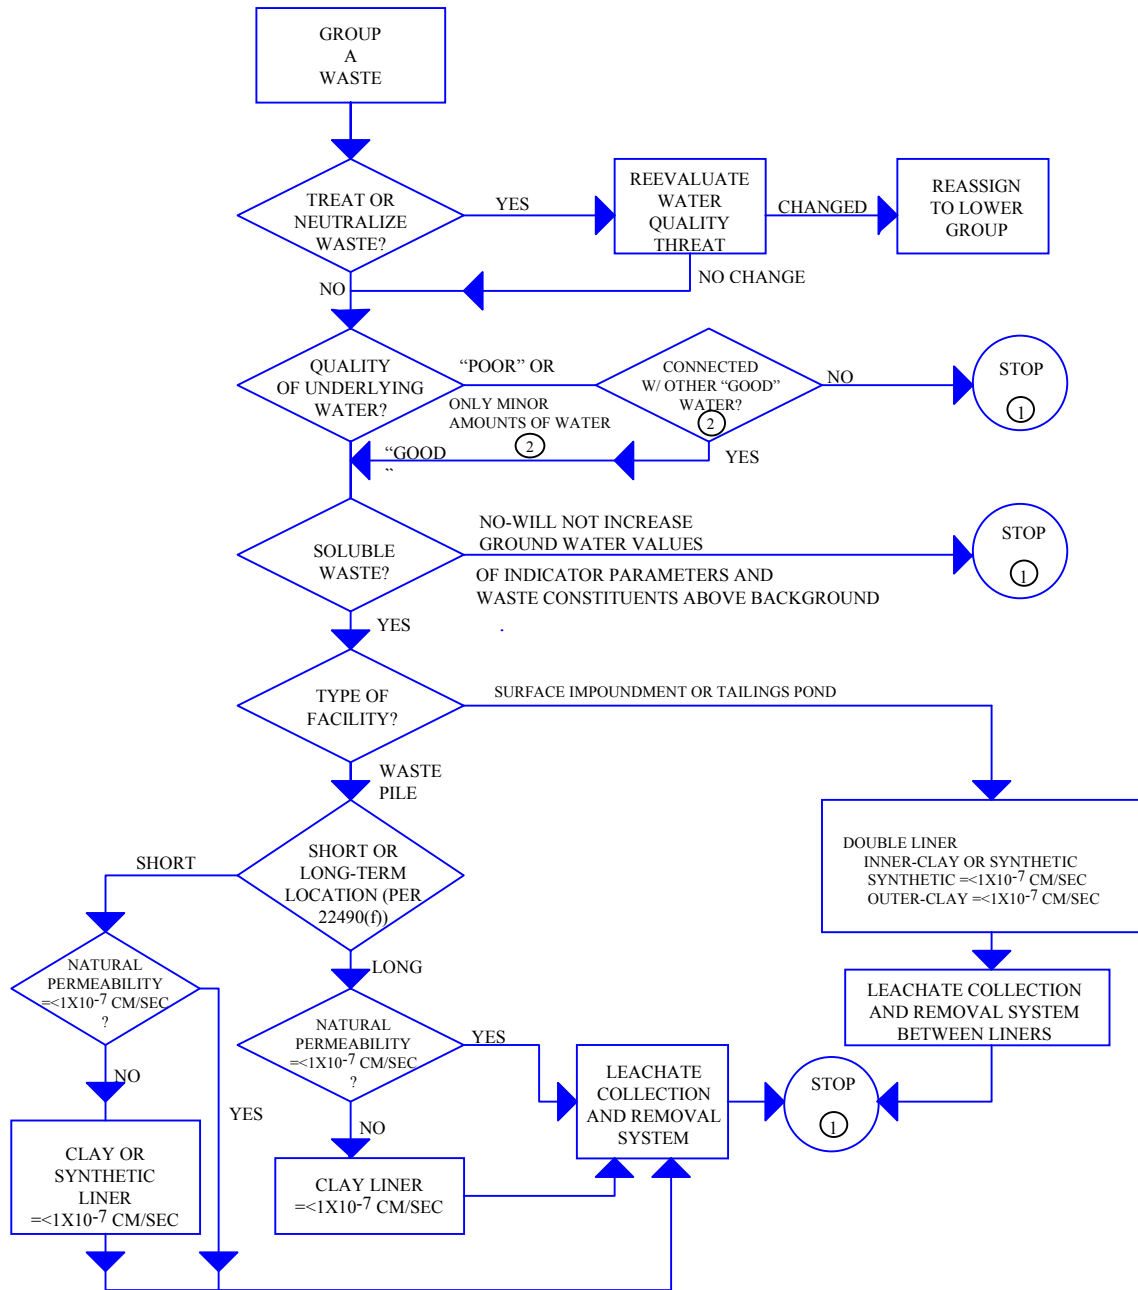 GROUP
A
WASTE
TREAT OR
NEUTRALIZE
WASTE?
YES
REEVALUATE
WATER
QUALITY
THREAT
CHANGED
REASSIGN
TO LOWER
GROUP
NO
NO CHANGE
QUALITY
OF UNDERLYING
WATER?
“POOR” OR
ONLY MINOR
AMOUNTS OF WATER
2
CONNECTED
W/ OTHER “GOOD”
WATER?
2
NO
STOP
1
“GOOD
”
YES
SOLUBLE
WASTE?
NO-WILL NOT INCREASE
GROUND WATER VALUES
OF INDICATOR PARAMETERS AND
WASTE CONSTITUENTS ABOVE BACKGROUND
STOP
1
YES
TYPE OF
FACILITY?
SURFACE IMPOUNDMENT OR TAILINGS POND
WASTE
PILE
SHORT OR
LONG-TERM
LOCATION (PER
22490(f))
SHORT
DOUBLE LINER
INNER-CLAY OR SYNTHETIC
SYNTHETIC =<1X10-7 CM/SEC
OUTER-CLAY =<1X10-7 CM/SEC
NATURAL
PERMEABILITY
=<1X10-7 CM/SEC
?
LONG
NATURAL
PERMEABILITY
=<1X10-7 CM/SEC
?
YES
LEACHATE COLLECTION
AND REMOVAL SYSTEM
BETWEEN LINERS
NO
YES
LEACHATE
COLLECTION
AND REMOVAL
SYSTEM
STOP
1
NO
CLAY OR
SYNTHETIC
LINER
=<1X10-7 CM/SEC
CLAY LINER
=<1X10-7 CM/SEC